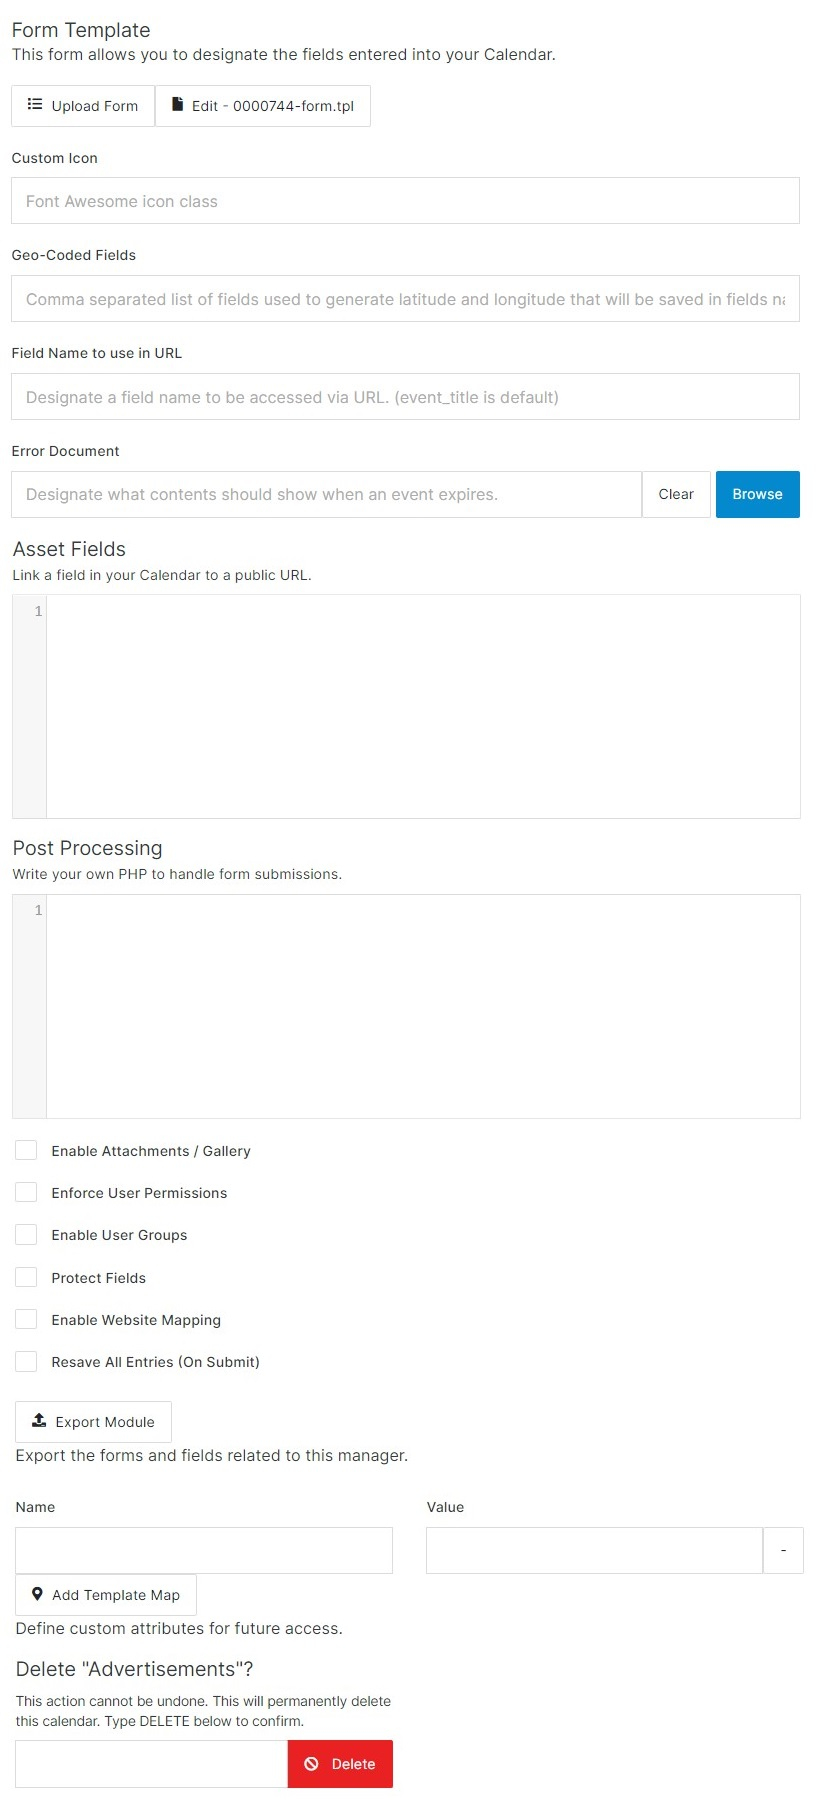 Form Template
This form allows you to designate the fields entered into your Calendar.
Upload Form
Edit - 0000744-form.tpl
Custom Icon
Font Awesome icon class
Geo-Coded Fields
Comma separated list of fields used to generate latitude and longitude that will be saved in fields
Field Name to use in URL
Designate a field name to be accessed via URL. (event_title is default)
Error Document
Designate what contents should show when an event expires.
Clear
Browse
Asset Fields
Link a field in your Calendar to a public URL.
1
Post Processing
Write your own PHP to handle form submissions.
1
Enable Attachments / Gallery
Enforce User Permissions
Enable User Groups
Protect Fields
Enable Website Mapping
Resave All Entries (On Submit)
Export Module
Export the forms and fields related to this manager.
Name
Value
-
Add Template Map
Define custom attributes for future access.
Delete "Advertisements"?
This action cannot be undone. This will permanently delete
this calendar. Type DELETE below to confirm.
Delete